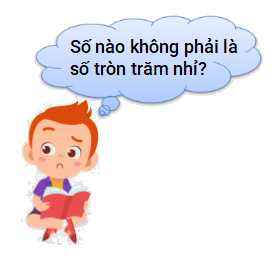 Số nào không phải là
số tròn trăm nhỉ?